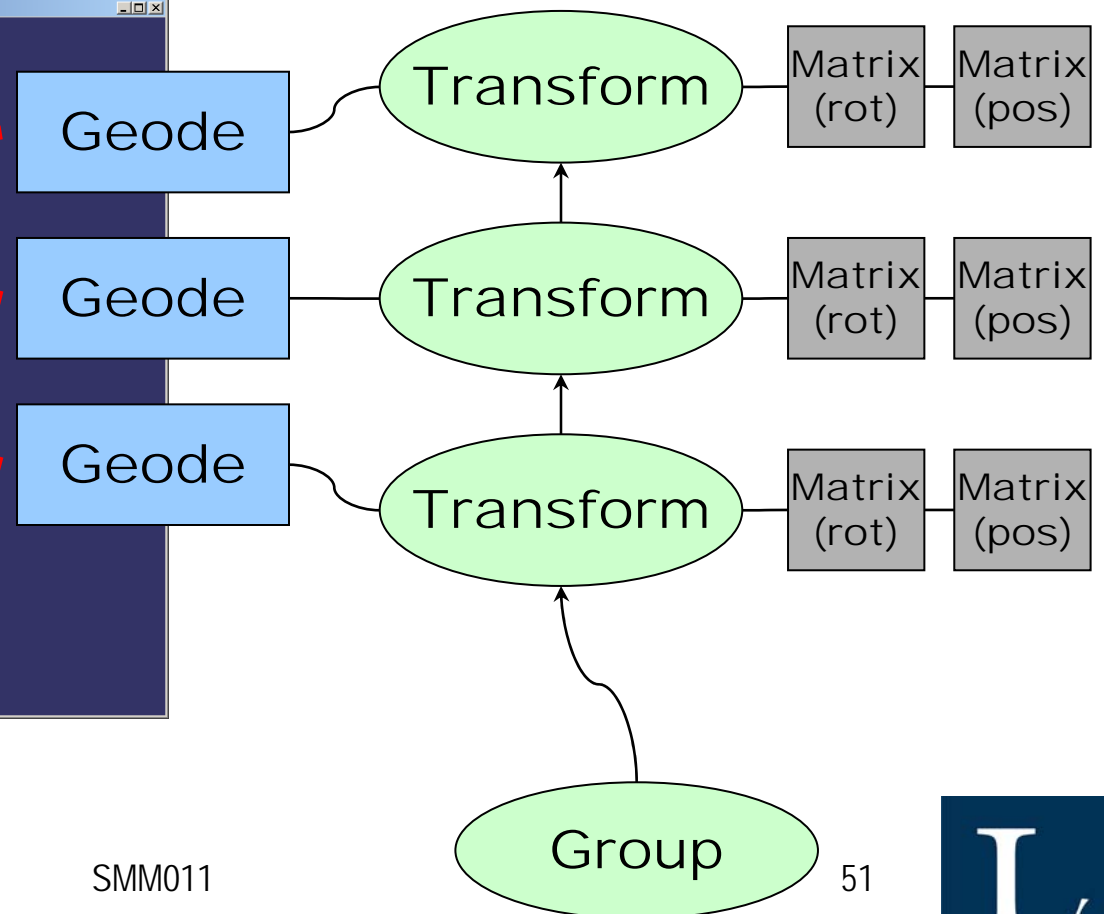 Geode
Transform
Matrix
(rot)
Matrix
(pos)
Geode
Transform
Matrix
(rot)
Matrix
(pos)
Geode
Transform
Matrix
(rot)
Matrix
(pos)
Group
SMM011
51
L